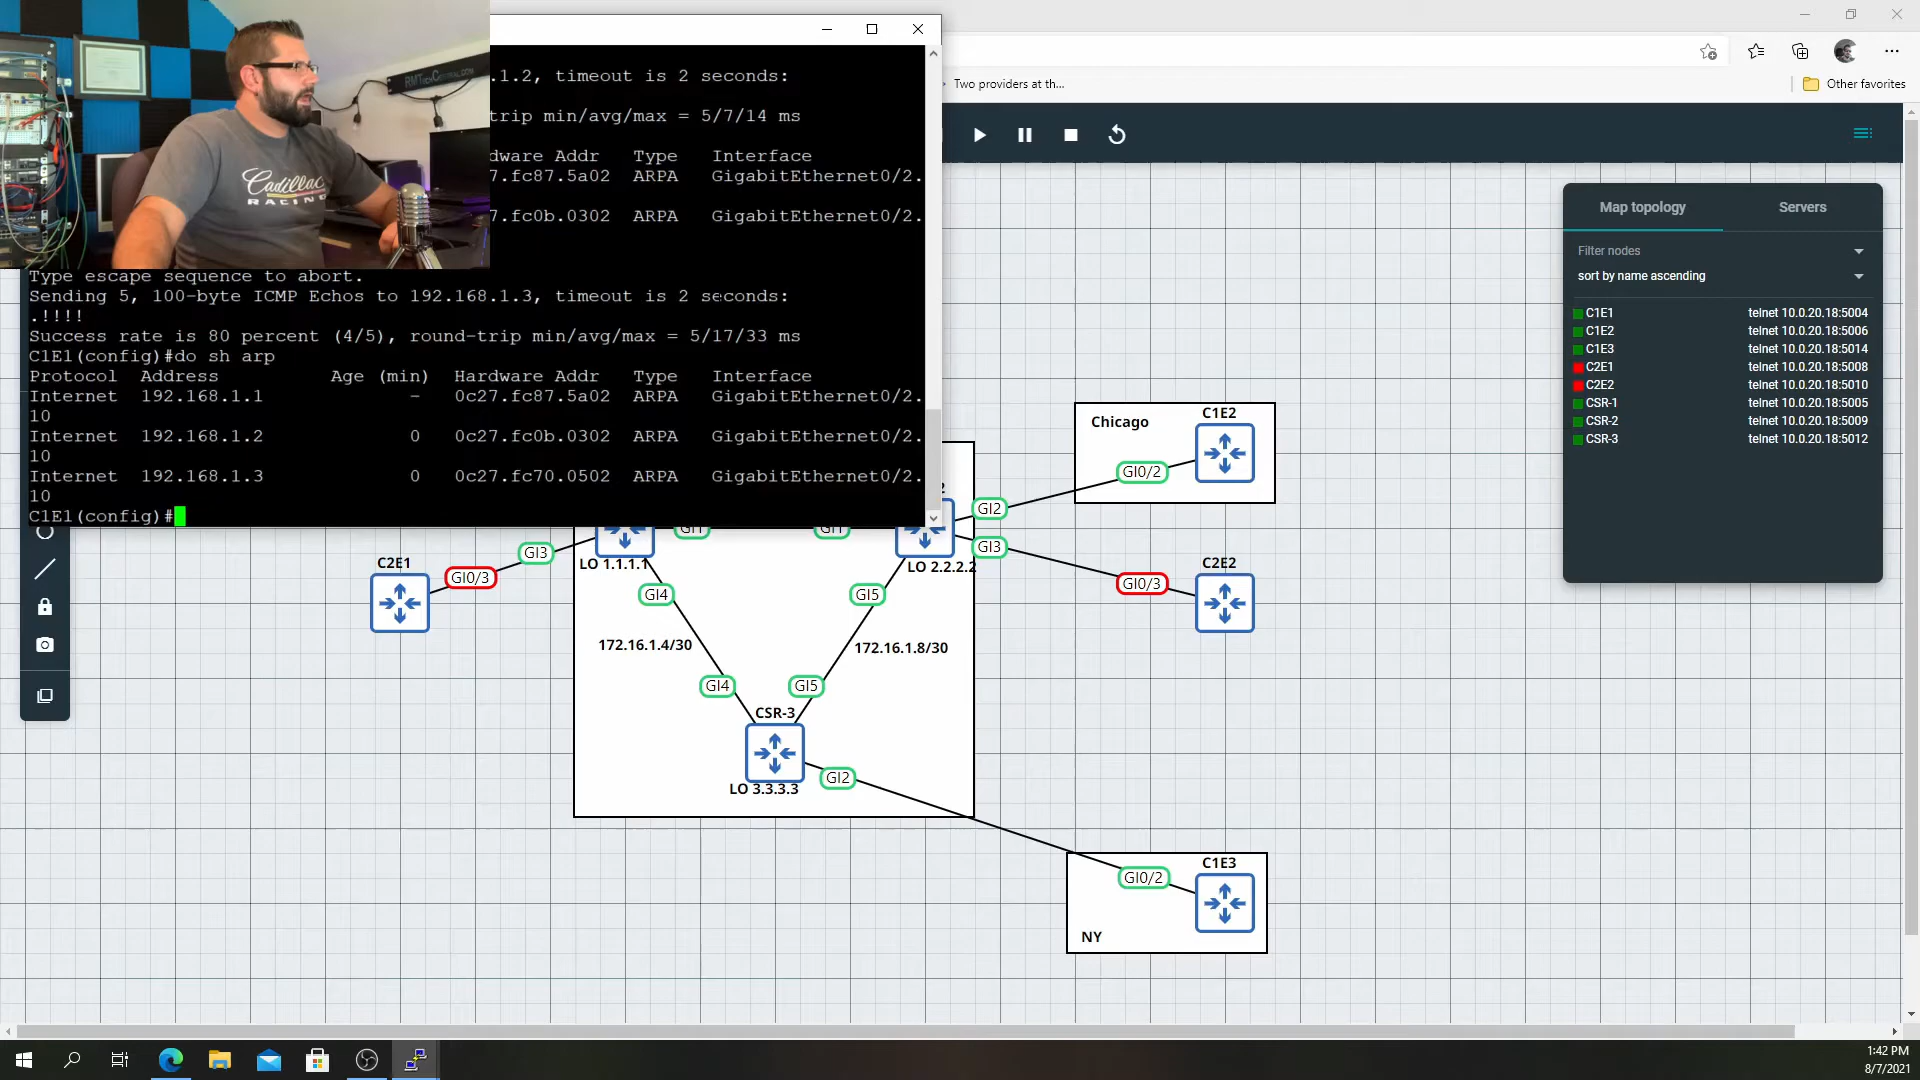 RMTechCentral.com
Cadillac
RACING
.1.2, timeout is 2 seconds:
trip min/avg/max = 5/7/14 ms
dware Addr Type Interface
7.fc87.5a02 ARPA GigabitEthernet0/2.
7.fc0b.0302 ARPA GigabitEthernet0/2.
Type escape sequence to abort.
Sending 5, 100-byte ICMP Echos to 192.168.1.3, timeout is 2 seconds:
.!!!!
Success rate is 80 percent (4/5), round-trip min/avg/max = 5/17/33 ms
C1E1(config)#do sh arp
Protocol Address Age (min) Hardware Addr Type Interface
Internet 192.168.1.1 - 0c27.fc87.5a02 ARPA GigabitEthernet0/2.
10
Internet 192.168.1.2 0 0c27.fc0b.0302 ARPA GigabitEthernet0/2.
10
Internet 192.168.1.3 0 0c27.fc70.0502 ARPA GigabitEthernet0/2.
10
C1E1(config)#
Two providers at th...
Other favorites
Map topology Servers
Filter nodes
sort by name ascending
C1E1 telnet 10.0.20.18:5004
C1E2 telnet 10.0.20.18:5006
C1E3 telnet 10.0.20.18:5014
C2E1 telnet 10.0.20.18:5008
C2E2 telnet 10.0.20.18:5010
CSR-1 telnet 10.0.20.18:5005
CSR-2 telnet 10.0.20.18:5009
CSR-3 telnet 10.0.20.18:5012
Chicago
C1E2
GI0/2
GI2
GI3
GI0/3
C2E2
C2E1
GI0/3
GI3
GI1
GI1
LO 1.1.1.1
LO 2.2.2.2
GI4
GI5
172.16.1.4/30
172.16.1.8/30
GI4
GI5
CSR-3
LO 3.3.3.3
GI2
C1E3
GI0/2
NY
1:42 PM
8/7/2021